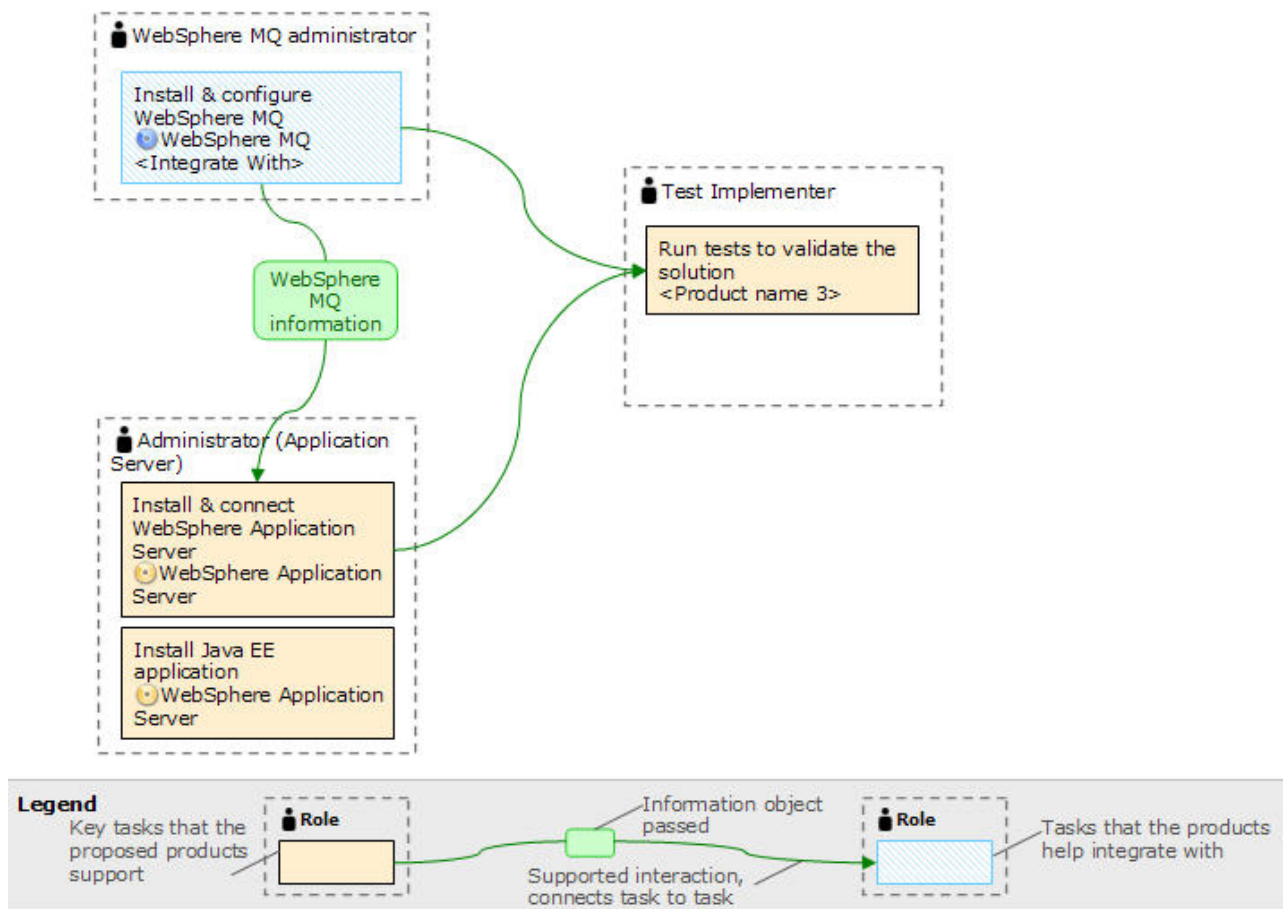 WebSphere MQ administrator
Install & configure
WebSphere MQ
WebSphere MQ
<Integrate With>
WebSphere
MQ
information
Test Implementer
Run tests to validate the
solution
<Product name 3>
Administrator (Application
Server)
Install & connect
WebSphere Application
Server
WebSphere Application
Server
Install Java EE
application
WebSphere Application
Server
Legend
Key tasks that the
proposed products
support
Role
Information object
passed
Supported interaction,
connects task to task
Role
Tasks that the products
help integrate with